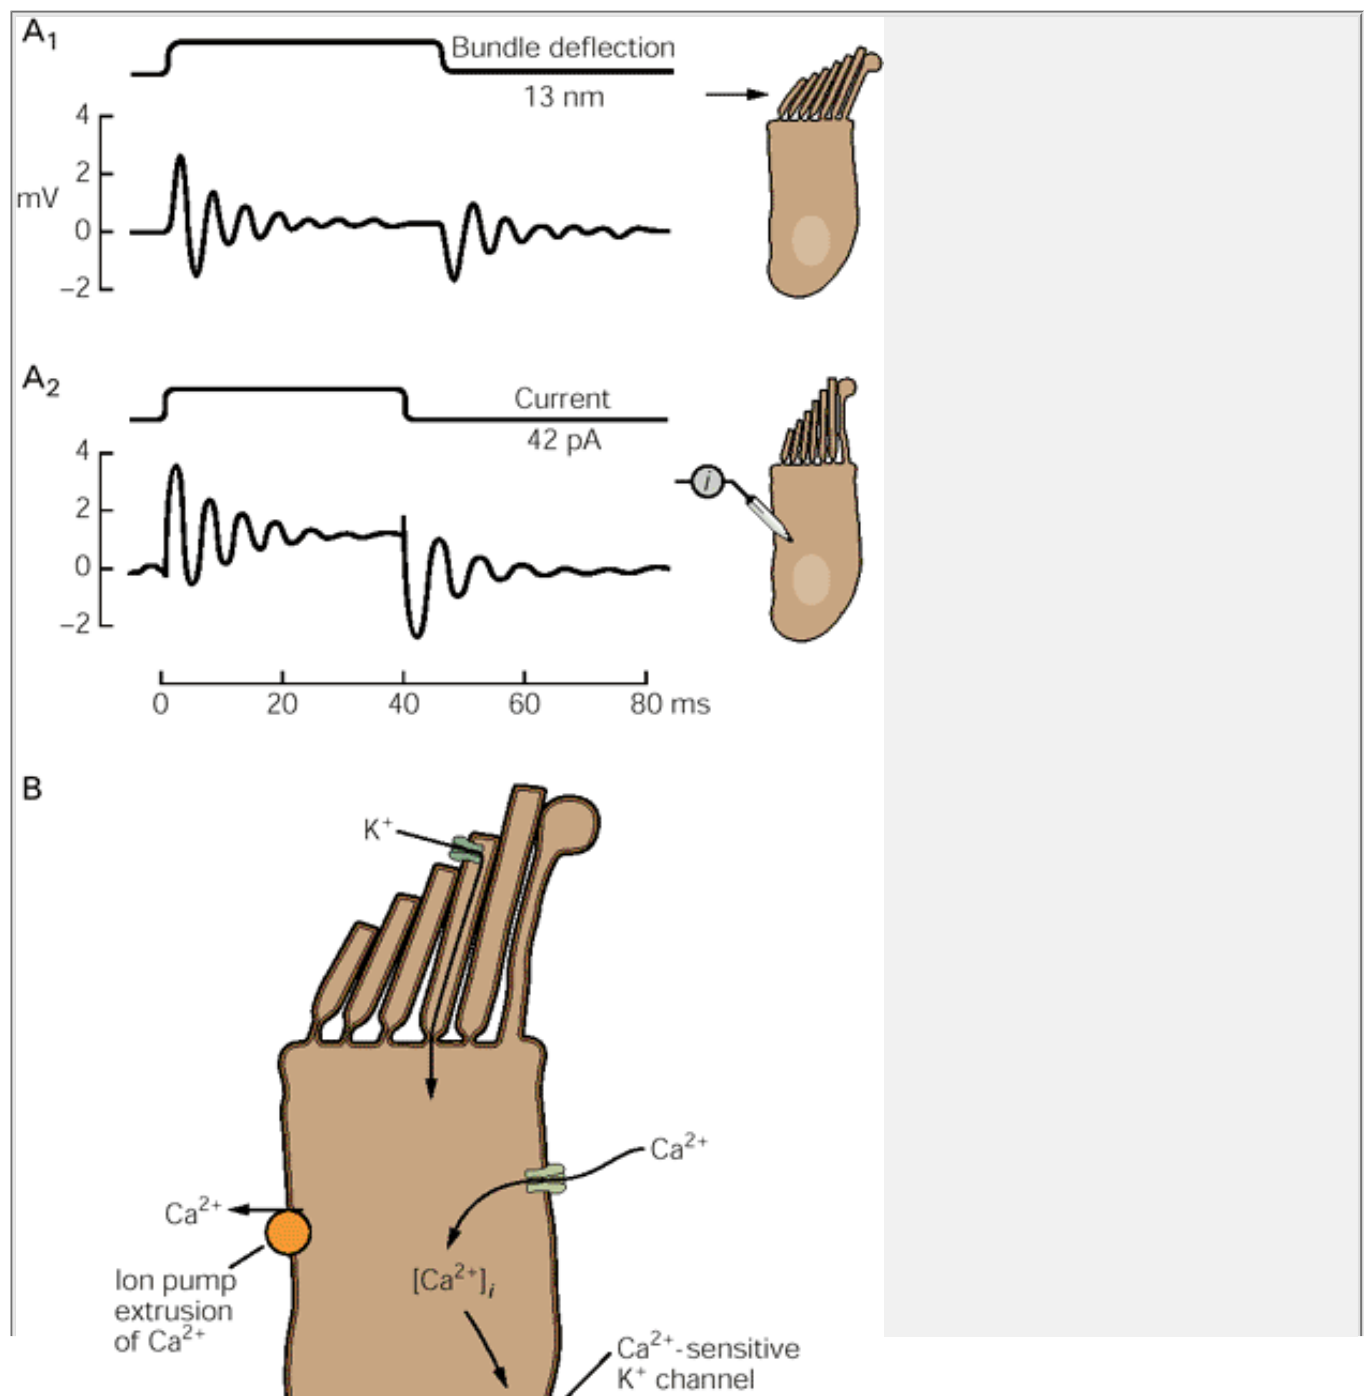 A₁
Bundle deflection
13 nm
4
2
mV
0
−2
A₂
Current
42 pA
4
2
i
0
−2
0 20 40 60 80 ms
B
K⁺
Ca²⁺
Ca²⁺
Ion pump
extrusion
of Ca²⁺
[Ca²⁺]ᵢ
Ca²⁺-sensitive
K⁺ channel